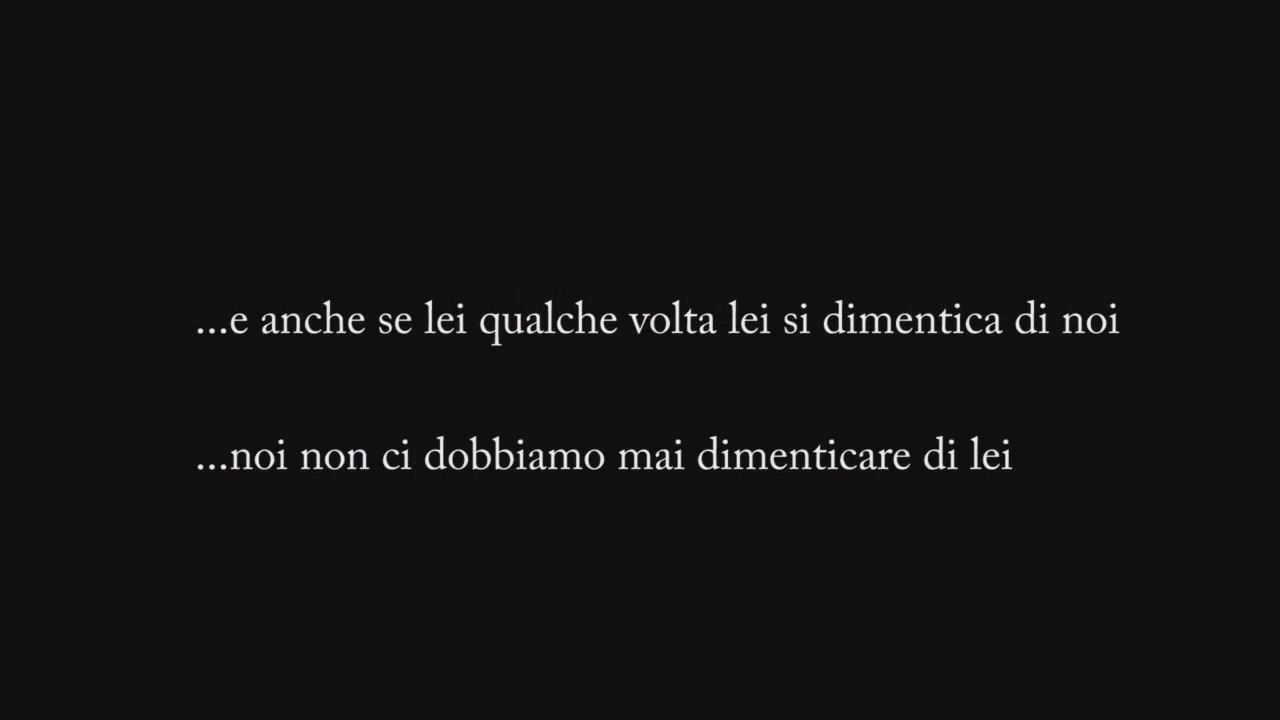 ...e anche se lei qualche volta lei si dimentica di noi
...noi non ci dobbiamo mai dimenticare di lei